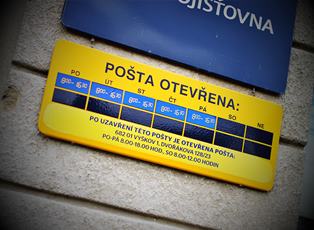 OJIŠŤOVNA
POŠTA OTEVŘENA:
PO ÚT ST ČT PÁ SO NE
PO UZAVŘENÍ TÉTO POŠTY JE OTEVŘENA POŠTA:
682 01 VYŠKOV 1, DVOŘÁKOVA 128/23
PO-PÁ 8.00-18.00 HOD., SO 8.00-12.00 HODIN